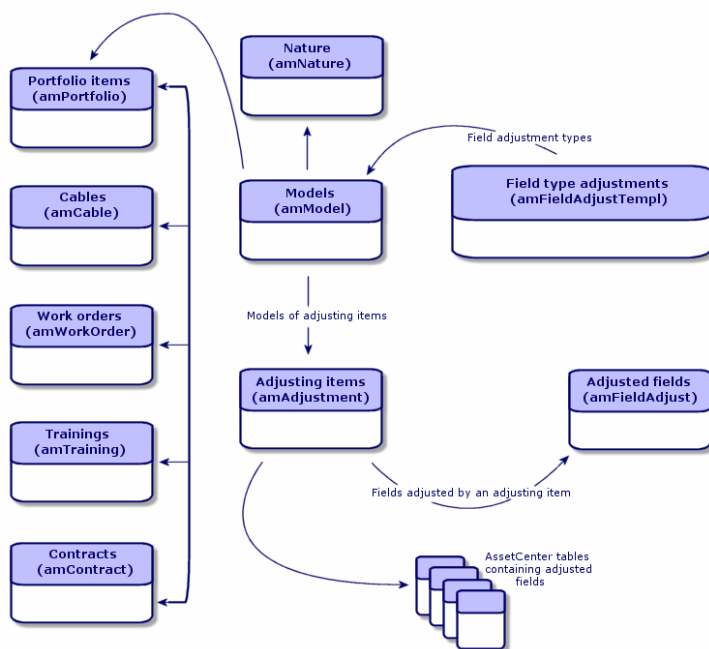 Nature
(amNature)
Portfolio items
(amPortfolio)
Field adjustment types
Cables
(amCable)
Models
(amModel)
Field type adjustments
(amFieldAdjustTempl)
Work orders
(amWorkOrder)
Models of adjusting items
Adjusting items
(amAdjustment)
Adjusted fields
(amFieldAdjust)
Trainings
(amTraining)
Fields adjusted by an adjusting item
Contracts
(amContract)
AssetCenter tables
containing adjusted
fields